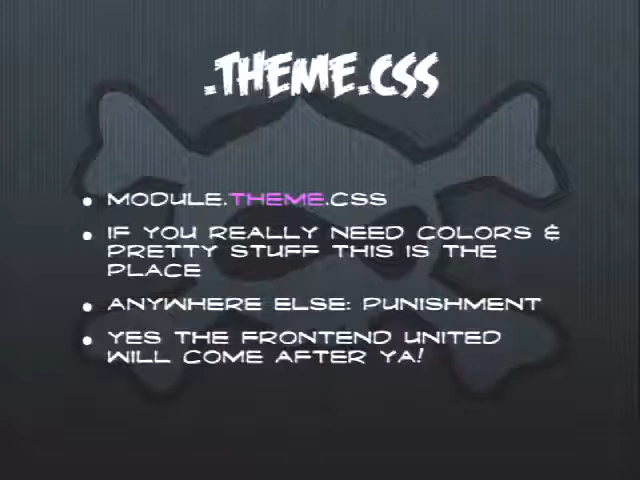 .THEME.CSS
• MODULE.THEME.CSS
• IF YOU REALLY NEED COLORS &
PRETTY STUFF THIS IS THE
PLACE
• ANYWHERE ELSE: PUNISHMENT
• YES THE FRONTEND UNITED
WILL COME AFTER YA!